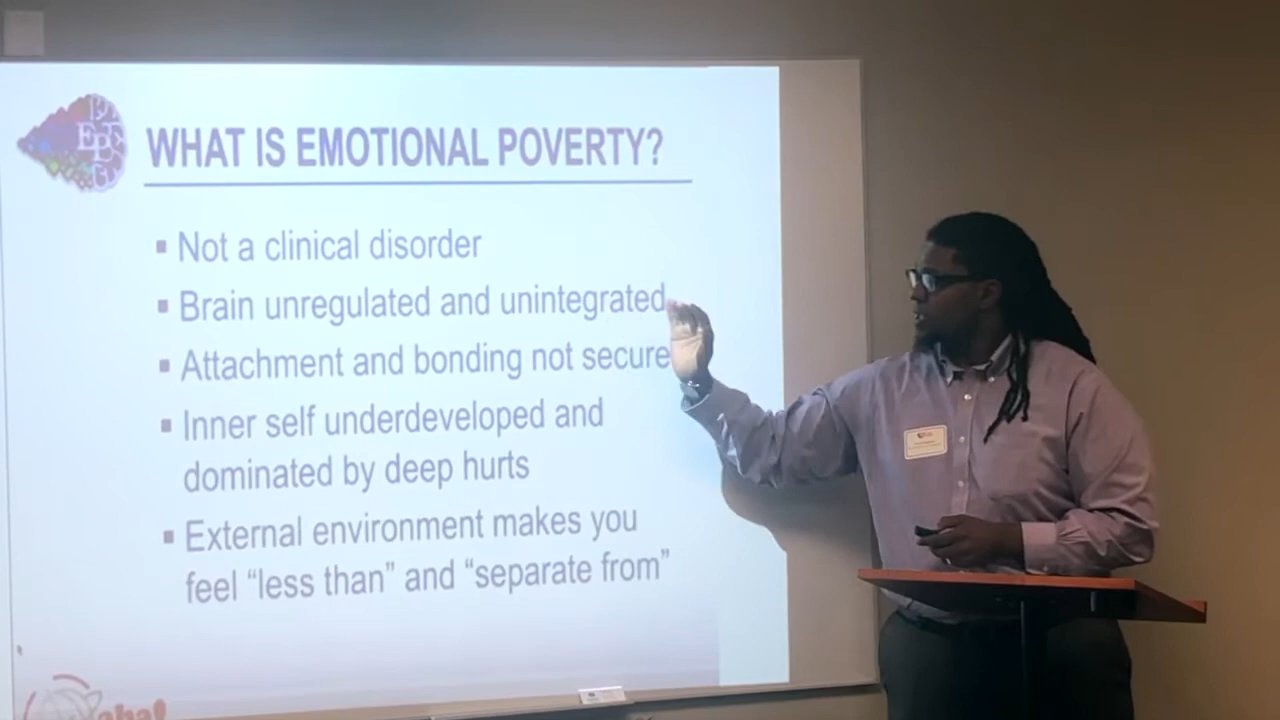 WHAT IS EMOTIONAL POVERTY?
▪ Not a clinical disorder
▪ Brain unregulated and unintegrated
▪ Attachment and bonding not secure
▪ Inner self underdeveloped and
dominated by deep hurts
▪ External environment makes you
feel “less than” and “separate from”
aha!